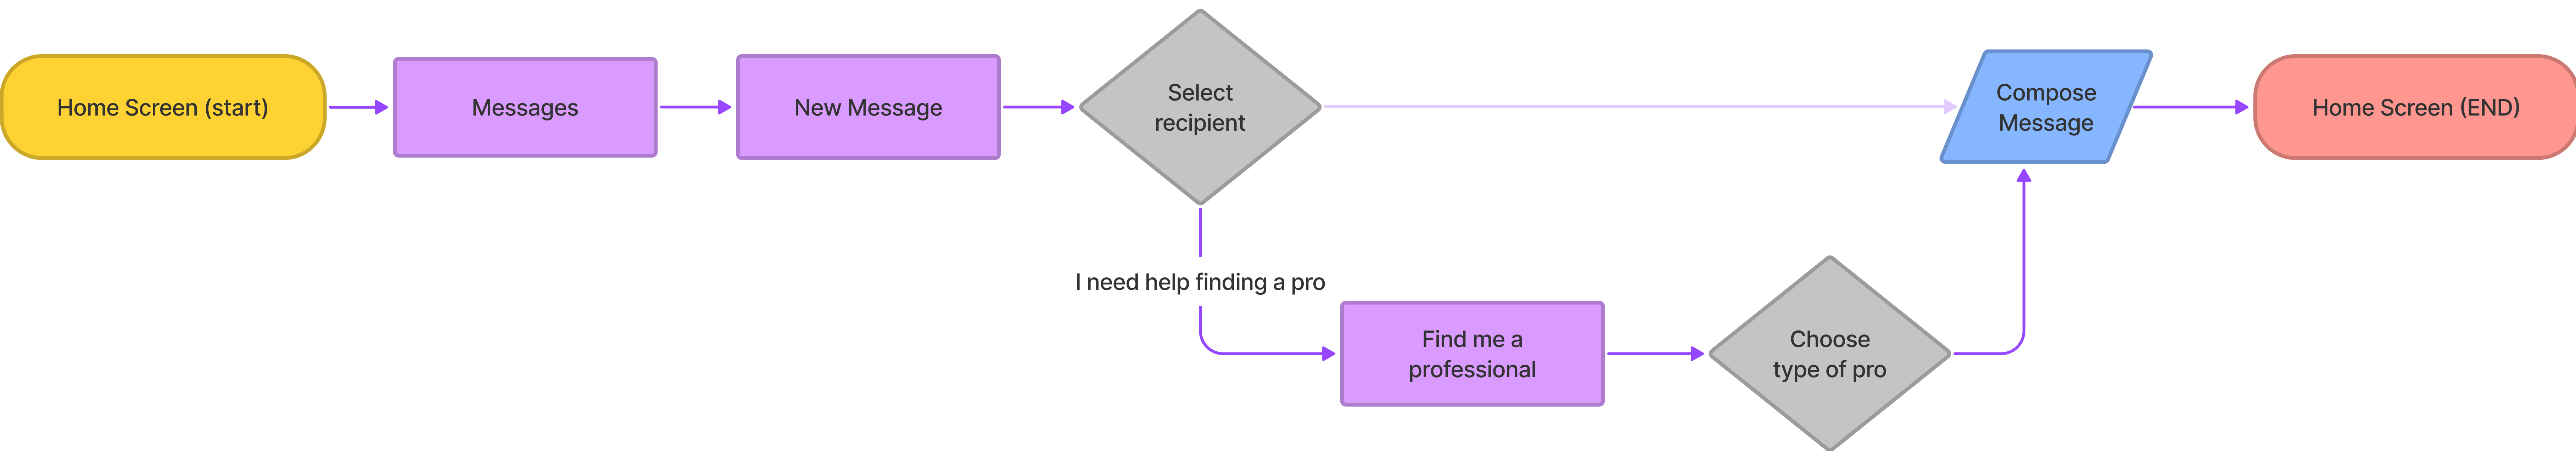 Home Screen (start)
Messages
New Message
Select
recipient
Compose
Message
Home Screen (END)
I need help finding a pro
Find me a
professional
Choose
type of pro